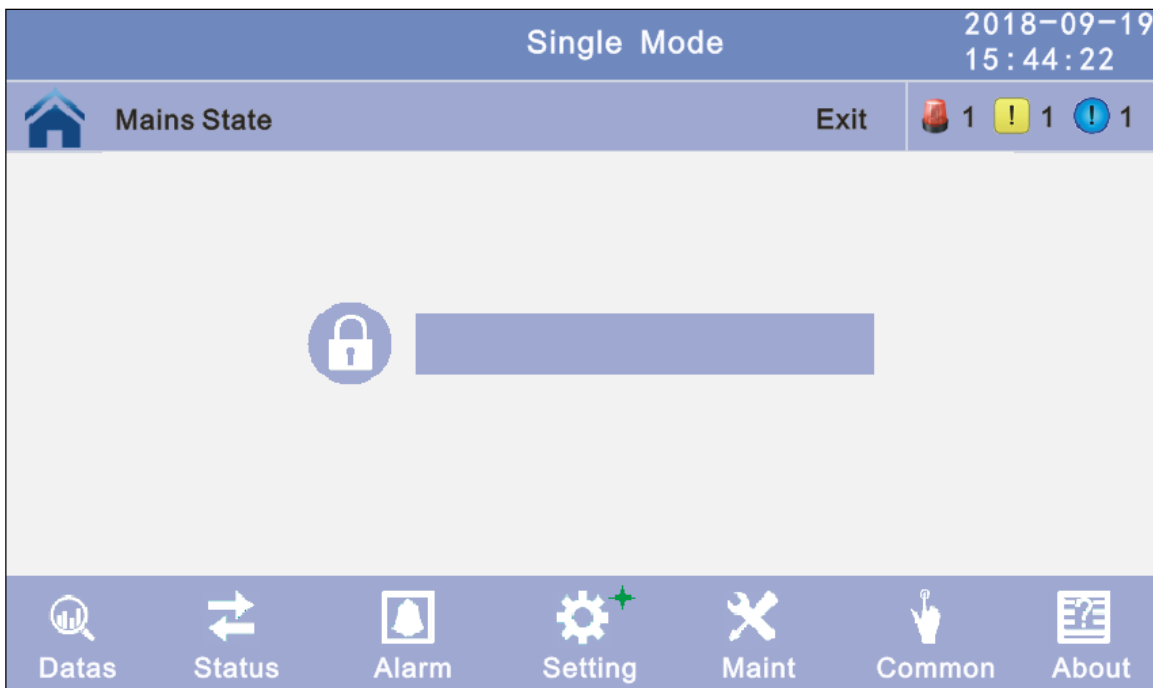 Single Mode
2018-09-19
15:44:22
Mains State Exit 1 ! 1 ! 1
Datas Status Alarm Setting Maint Common About